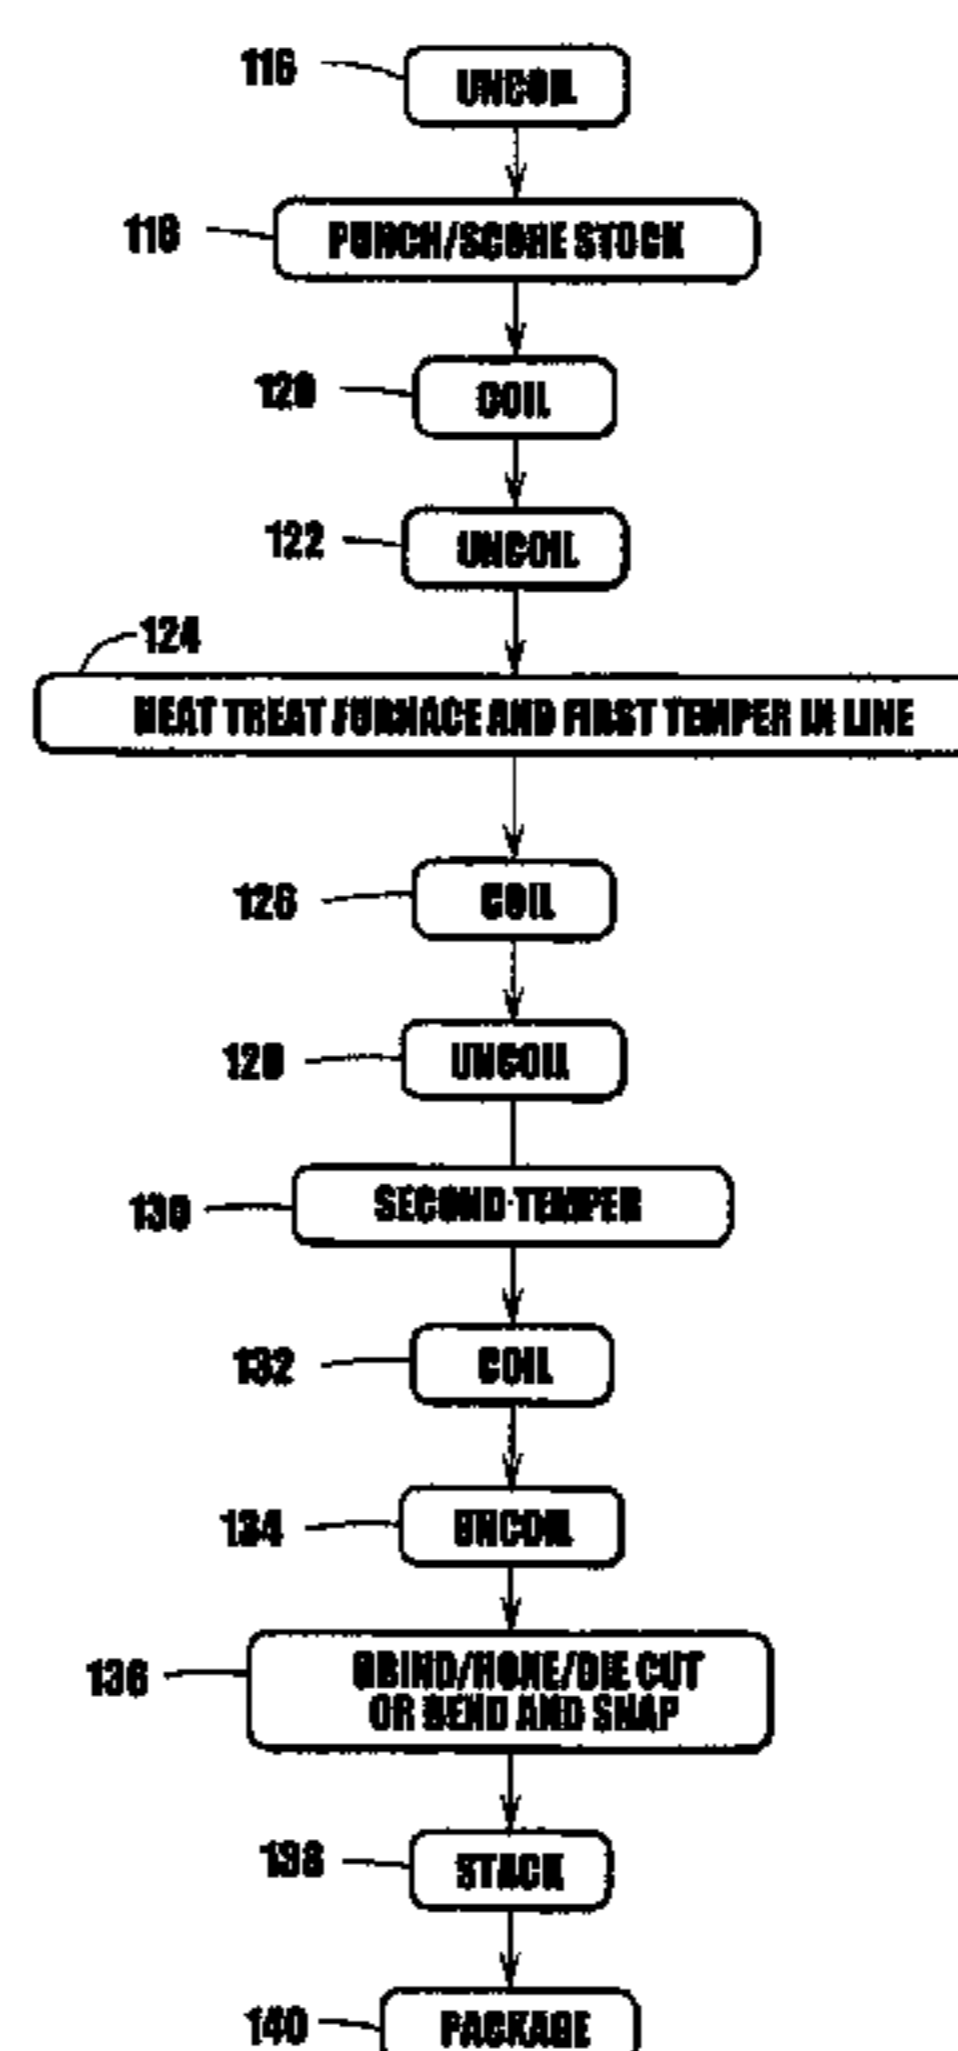 116
UNCOIL
118
PUNCH/SCORE STOCK
120
COIL
122
UNCOIL
124
HEAT TREAT FURNACE AND FIRST TEMPER IN LINE
126
COIL
128
UNCOIL
130
SECOND TEMPER
132
COIL
134
UNCOIL
136
GRIND/HONE/DIE CUT
OR BEND AND SNAP
138
STACK
140
PACKAGE